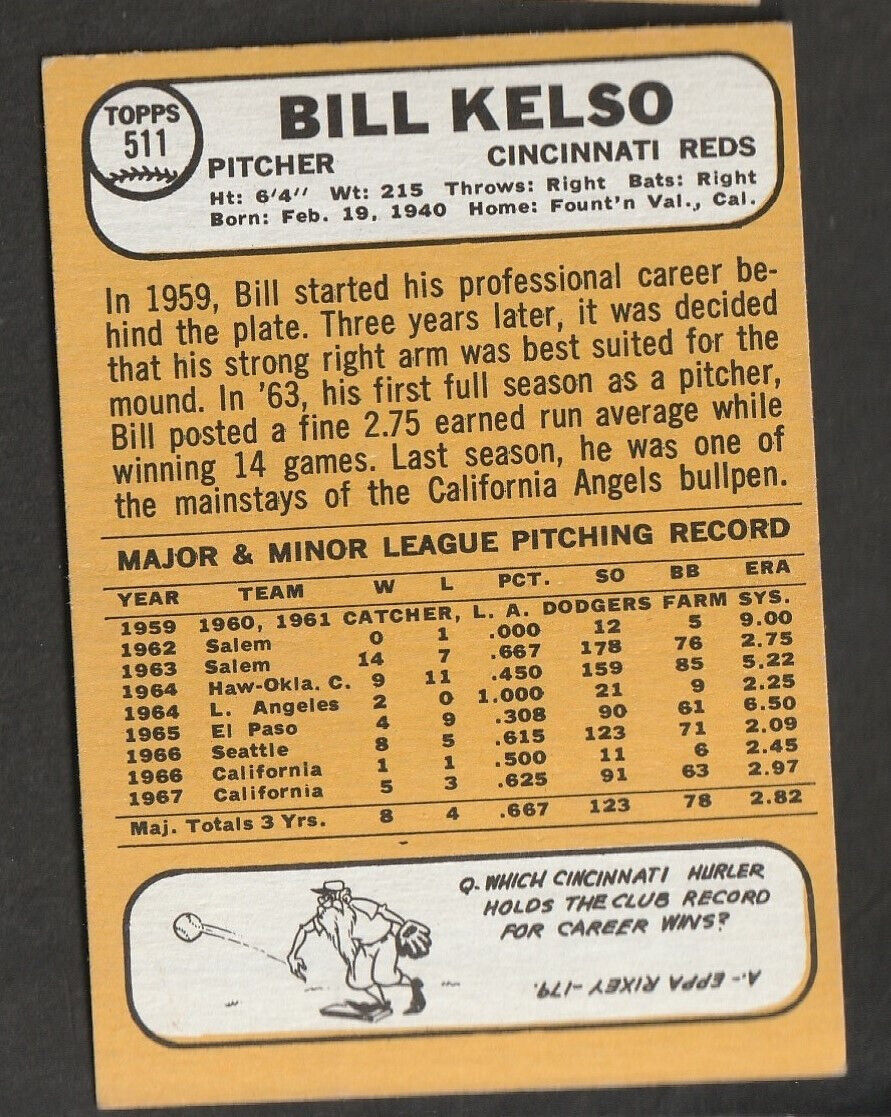 TOPPS
511
BILL KELSO
PITCHER CINCINNATI REDS
Ht: 6'4" Wt: 215 Throws: Right Bats: Right
Born: Feb. 19, 1940 Home: Fount'n Val., Cal.
In 1959, Bill started his professional career be-
hind the plate. Three years later, it was decided
that his strong right arm was best suited for the
mound. In '63, his first full season as a pitcher,
Bill posted a fine 2.75 earned run average while
winning 14 games. Last season, he was one of
the mainstays of the California Angels bullpen.
MAJOR & MINOR LEAGUE PITCHING RECORD
YEAR TEAM W L PCT. SO BB ERA
1959 1960, 1961 CATCHER, L. A. DODGERS FARM SYS.
1962 Salem 0 1 .000 12 5 9.00
1963 Salem 14 7 .667 178 76 2.75
1964 Haw-Okla. C. 9 11 .450 159 85 5.22
1964 L. Angeles 2 0 1.000 21 9 2.25
1965 El Paso 4 9 .308 90 61 6.50
1966 Seattle 8 5 .615 123 71 2.09
1966 California 1 1 .500 11 6 2.45
1967 California 5 3 .625 91 63 2.97
Maj. Totals 3 Yrs. 8 4 .667 123 78 2.82
Q. WHICH CINCINNATI HURLER
HOLDS THE CLUB RECORD
FOR CAREER WINS?
A.- EPPA RIXEY -179.